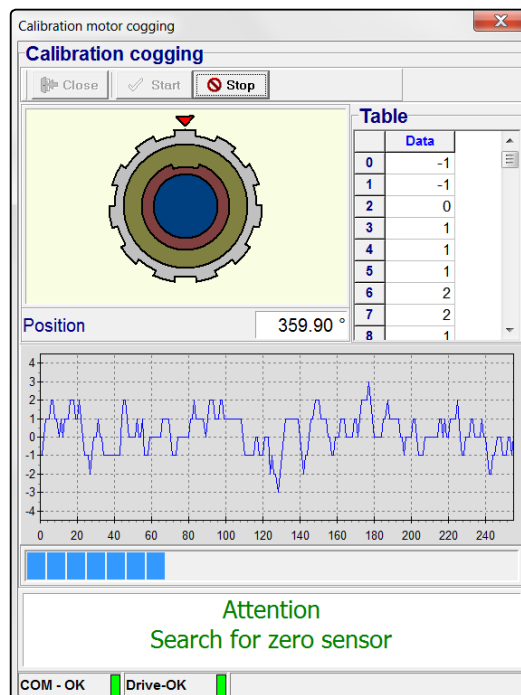 Calibration motor cogging
Calibration cogging
Close Start Stop
Table
Data
0 -1
1 -1
2 0
3 1
4 1
5 1
6 2
7 2
8 1
Position 359.90 °
4
3
2
1
0
-1
-2
-3
-4
0 20 40 60 80 100 120 140 160 180 200 220 240
Attention
Search for zero sensor
COM - OK Drive-OK